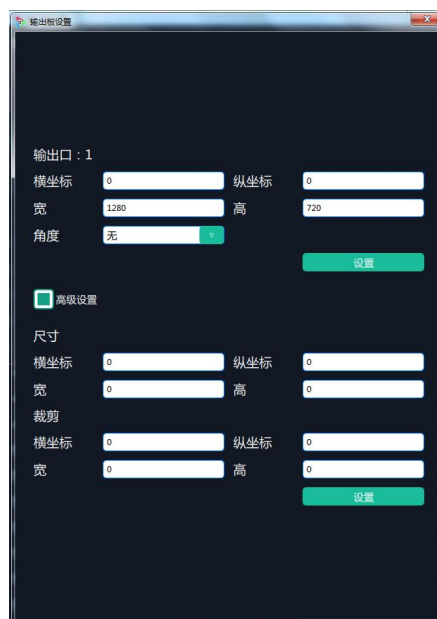 输出板设置
输出口：1
横坐标 0 纵坐标 0
宽 1280 高 720
角度 无
设置
高级设置
尺寸
横坐标 0 纵坐标 0
宽 0 高 0
裁剪
横坐标 0 纵坐标 0
宽 0 高 0
设置